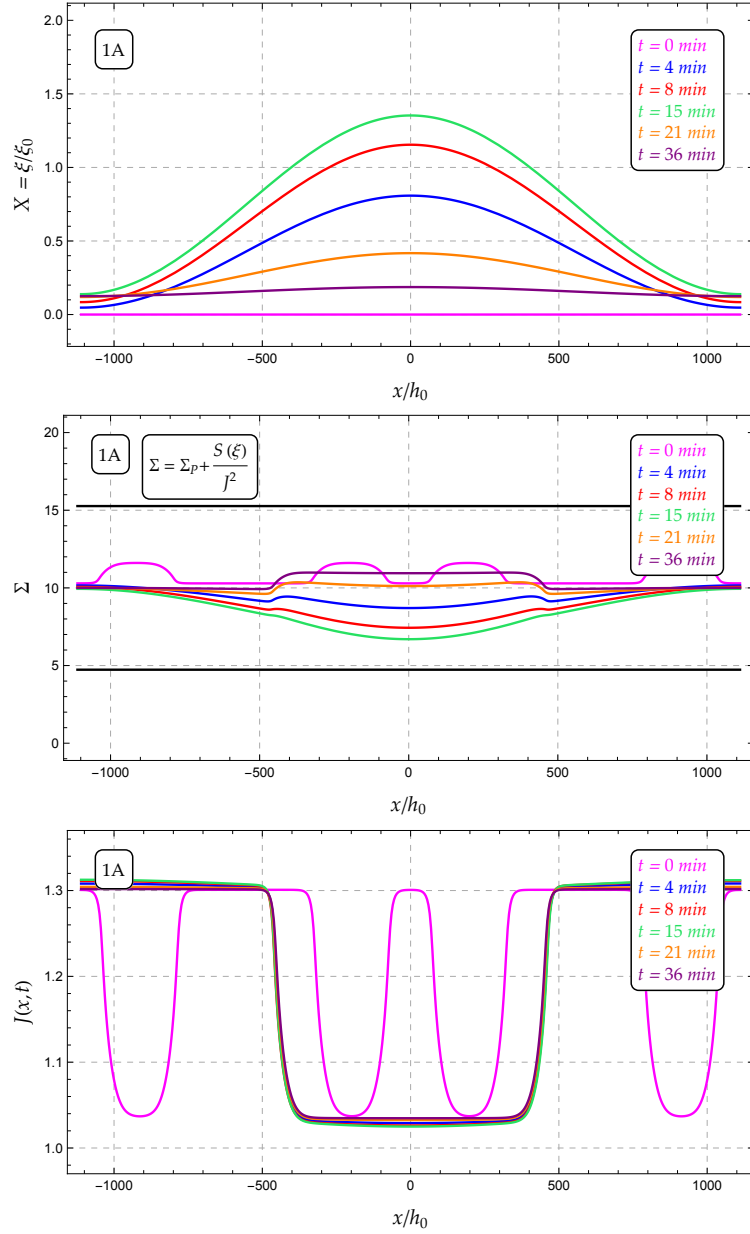 1A
t = 0 min
t = 4 min
t = 8 min
t = 15 min
t = 21 min
t = 36 min
X = ξ/ξ₀
2.0
1.5
1.0
0.5
0.0
−1000 −500 0 500 1000
x/h₀
1A
Σ = Σ_P + S(ξ)/J²
t = 0 min
t = 4 min
t = 8 min
t = 15 min
t = 21 min
t = 36 min
Σ
20
15
10
5
0
−1000 −500 0 500 1000
x/h₀
1A
t = 0 min
t = 4 min
t = 8 min
t = 15 min
t = 21 min
t = 36 min
J(x,t)
1.3
1.2
1.1
1.0
−1000 −500 0 500 1000
x/h₀